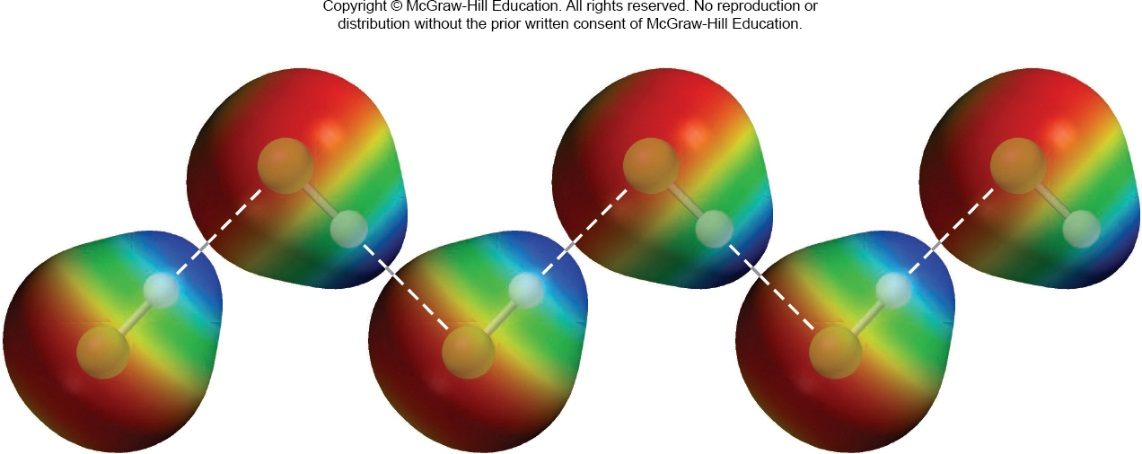 Copyright © McGraw-Hill Education. All rights reserved. No reproduction or
distribution without the prior written consent of McGraw-Hill Education.